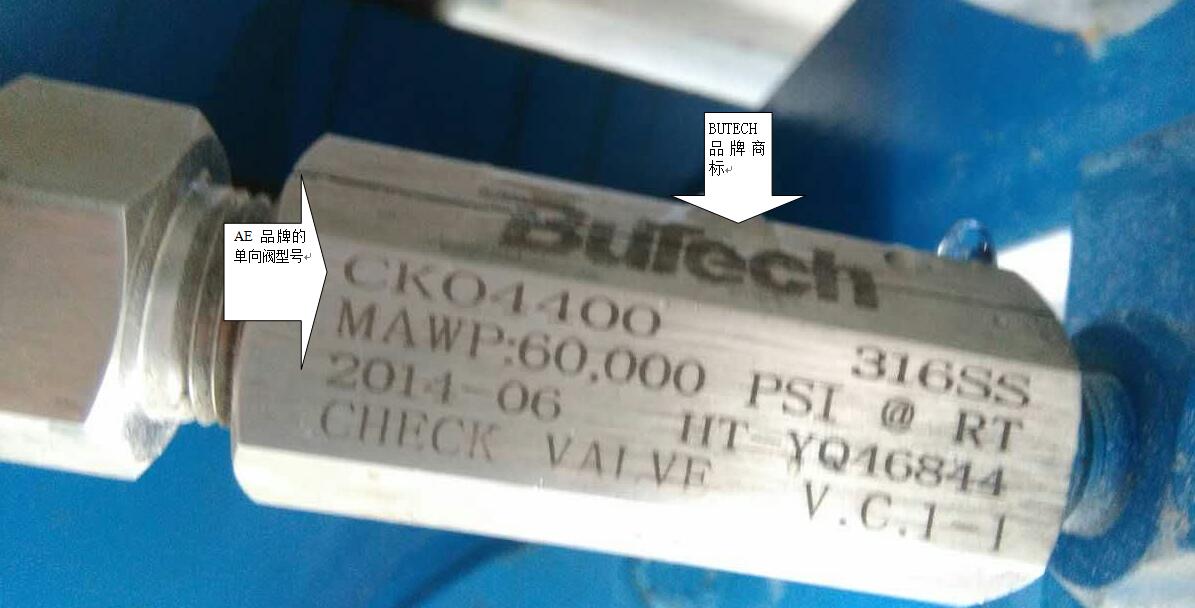 BUTECH
品牌商
标
AE 品牌的
单向阀型号
BuTech
CKO4400 316SS
MAWP:60,000 PSI @ RT
2014-06 HT-YQ46844
CHECK VALVE V.C.1-1